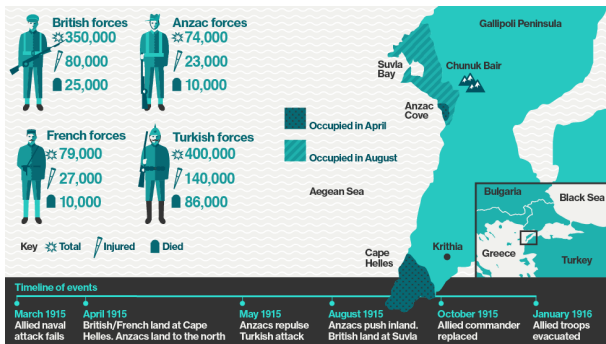 British forces
350,000
80,000
25,000
Anzac forces
74,000
23,000
10,000
French forces
79,000
27,000
10,000
Turkish forces
400,000
140,000
86,000
Key Total Injured Died
Occupied in April
Occupied in August
Gallipoli Peninsula
Suvla
Bay
Chunuk Bair
Anzac
Cove
Aegean Sea
Cape
Helles
Krithia
Bulgaria
Black Sea
Greece
Turkey
Timeline of events
March 1915
Allied naval
attack fails
April 1915
British/French land at Cape
Helles. Anzacs land to the north
May 1915
Anzacs repulse
Turkish attack
August 1915
Anzacs push inland.
British land at Suvla
October 1915
Allied commander
replaced
January 1916
Allied troops
evacuated